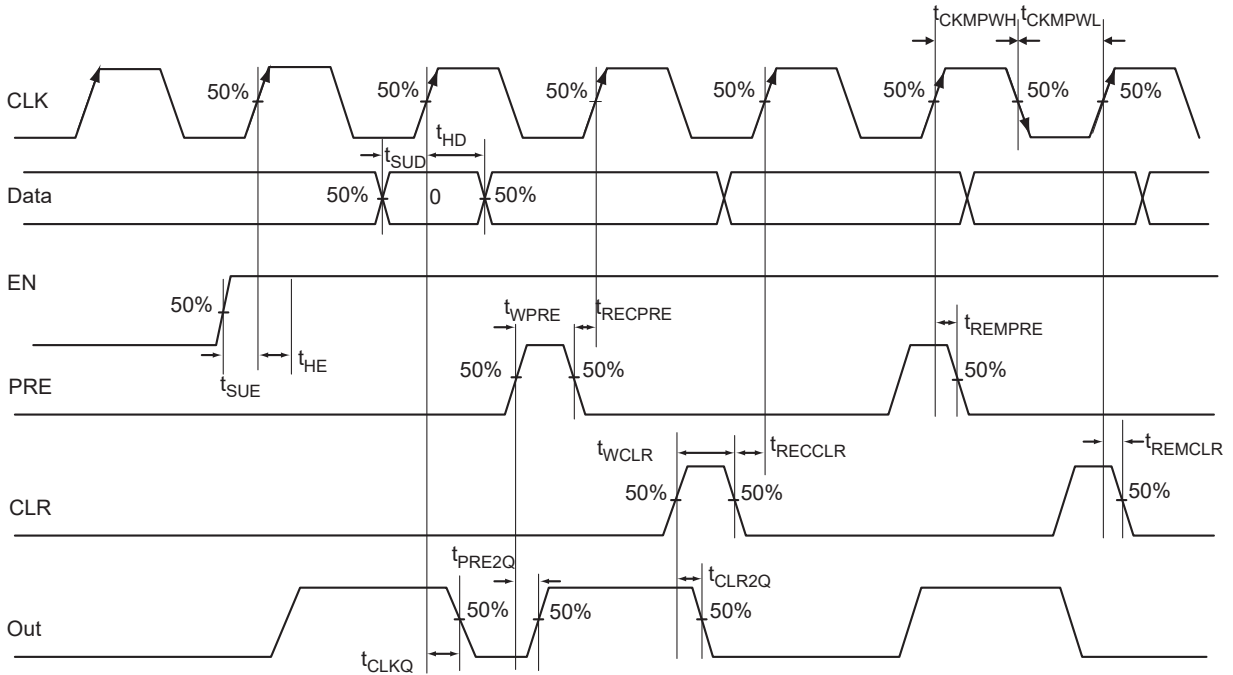 tCKMPWH tCKMPWL
CLK
50% 50% 50% 50% 50% 50% 50%
tSUD
tHD
Data
50% 0 50%
EN
50%
tSUE
tHE
tWPRE tRECPRE
tREMPRE
PRE
50% 50% 50%
tWCLR tRECCLR
tREMCLR
CLR
50% 50% 50%
tPRE2Q
tCLR2Q
Out
50% 50% 50%
tCLKQ